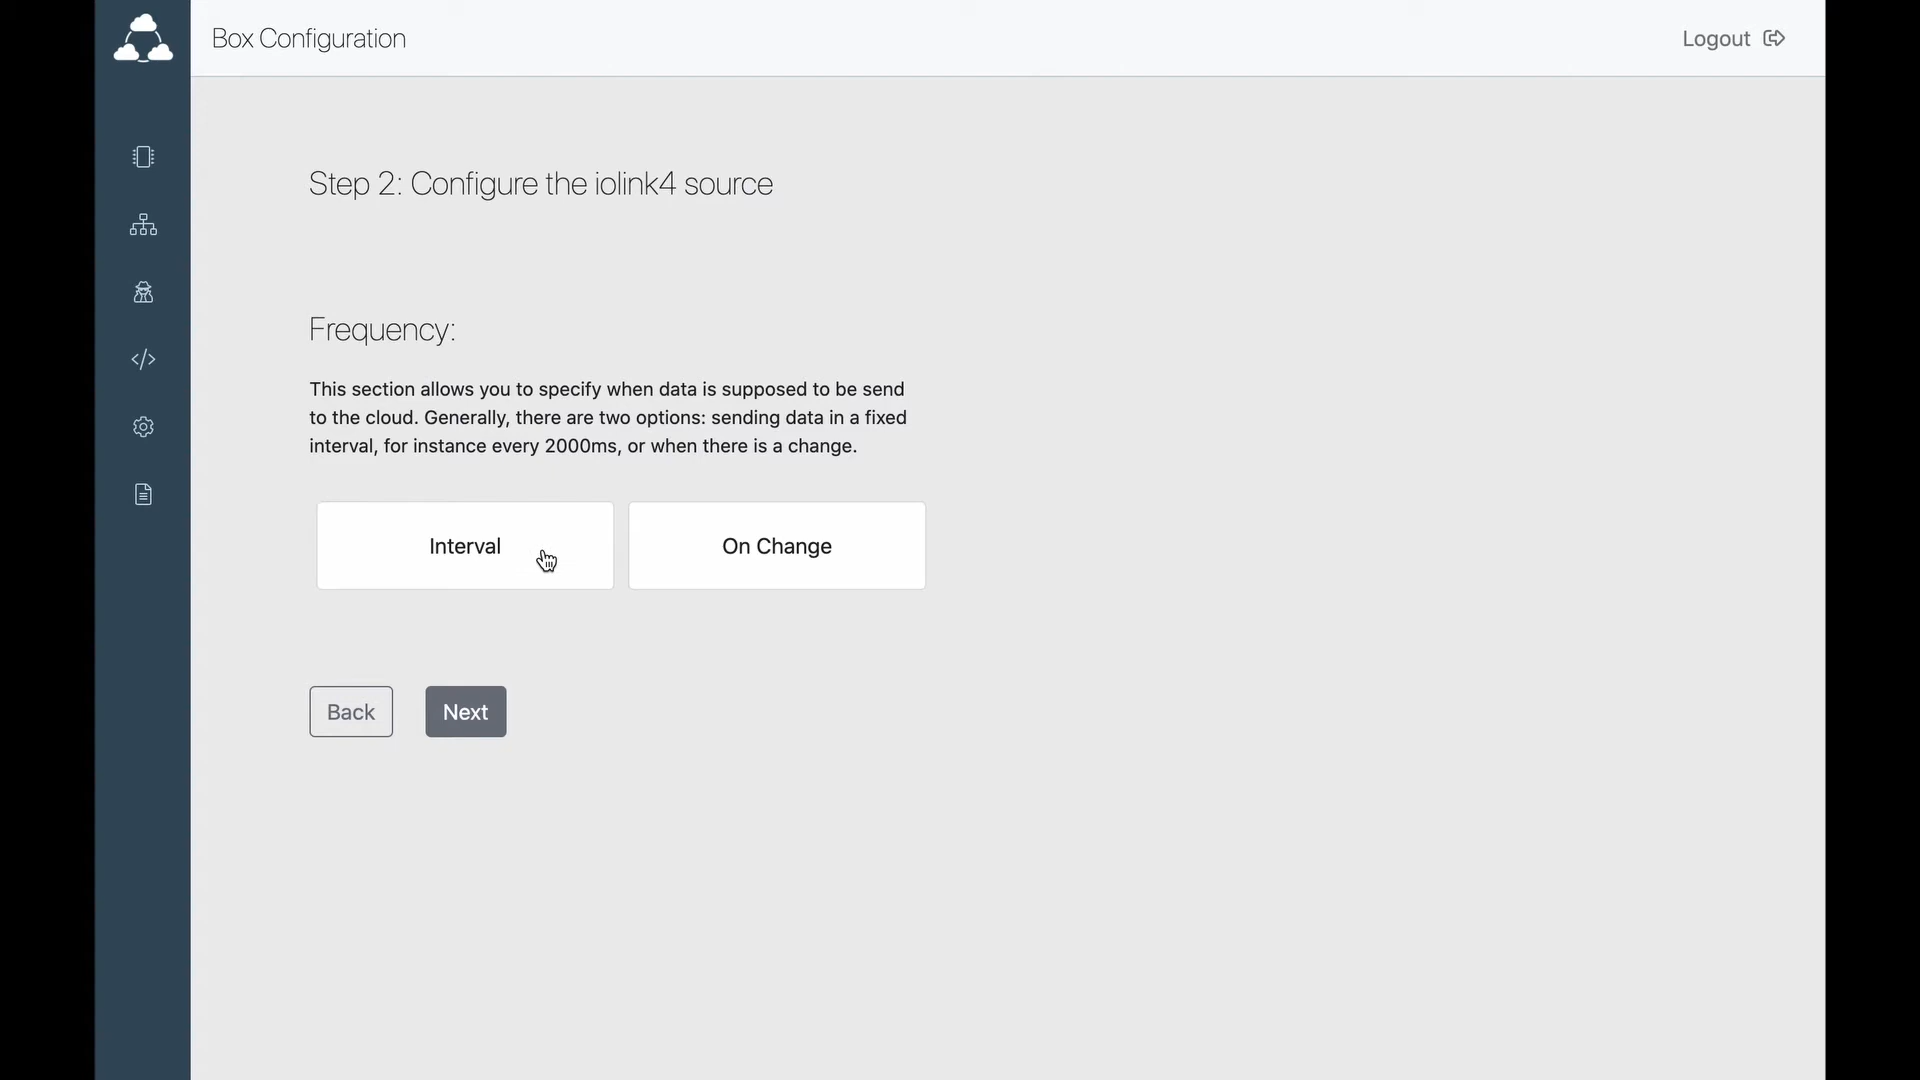 Box Configuration
Logout
Step 2: Configure the iolink4 source
Frequency:
This section allows you to specify when data is supposed to be send
to the cloud. Generally, there are two options: sending data in a fixed
interval, for instance every 2000ms, or when there is a change.
Interval
On Change
Back
Next